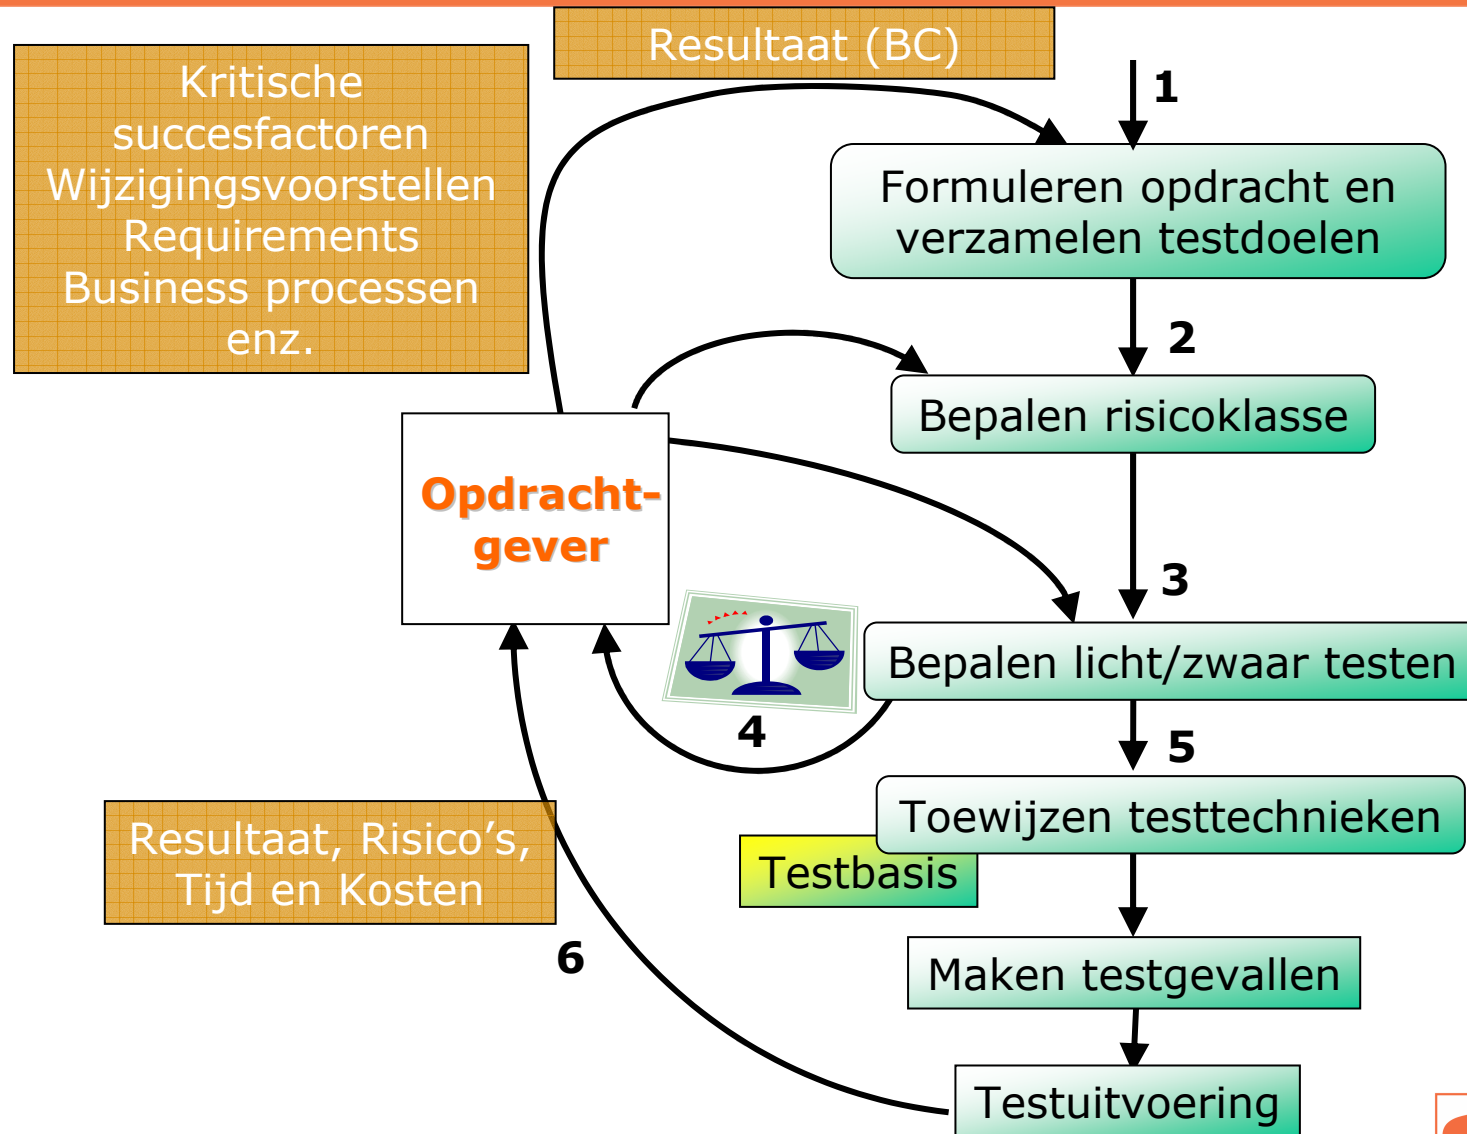 Resultaat (BC)
Kritische
succesfactoren
Wijzigingsvoorstellen
Requirements
Business processen
enz.
1
Formuleren opdracht en
verzamelen testdoelen
2
Bepalen risicoklasse
Opdracht-
gever
3
Bepalen licht/zwaar testen
4
5
Toewijzen testtechnieken
Testbasis
Resultaat, Risico’s,
Tijd en Kosten
6
Maken testgevallen
Testuitvoering